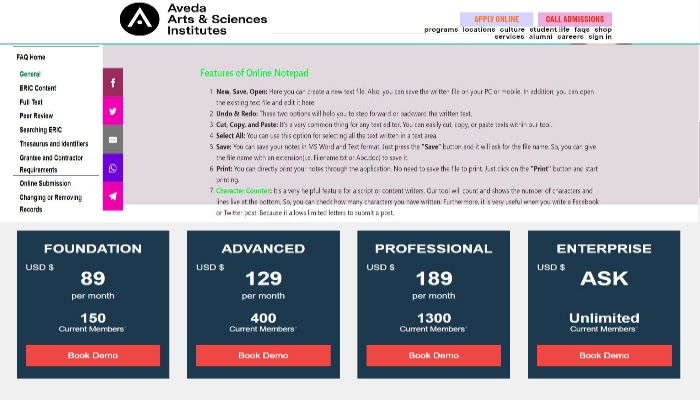 Aveda
Arts & Sciences
Institutes
APPLY ONLINE
CALL ADMISSIONS
programs locations culture student life faqs shop
services alumni careers sign in
FAQ Home
General
ERIC Content
Full Text
Peer Review
Searching ERIC
Thesaurus and Identifiers
Grantee and Contractor
Requirements
Online Submission
Changing or Removing
Records
Features of Online Notepad
1. New, Save, Open: Here you can create a new text file. Also, you can save the written file on your PC or mobile. In addition, you can
open the existing text file and edit it here
2. Undo & Redo: These two options will help you to step forward or backward the written text.
3. Cut, Copy, and Paste: It's a very common thing for any text editor. You can easily cut, copy, or paste texts within our tool.
4. Select All: You can use this option for selecting all the text written in a text area.
5. Save: You can save your notes in MS Word and Text format. Just press the "Save" button and it will ask for the file name. So, you can give
the file name with an extension(i.e. Filename.txt or Abc.doc) to save it.
6. Print: You can directly print your notes through the application. No need to save the file to print. Just click on the "Print" button and start
printing.
7. Character Counter: It's a very helpful feature for a script or content writers. Our tool will count and shows the number of characters and
lines live at the bottom. So, you can check how many characters you have written. Furthermore, it is very useful when you write a Facebook
or Twitter post. Because it allows limited letters to submit a post.
FOUNDATION
USD $
89
per month
150
Current Members*
Book Demo
ADVANCED
USD $
129
per month
400
Current Members*
Book Demo
PROFESSIONAL
USD $
189
per month
1300
Current Members*
Book Demo
ENTERPRISE
USD $
ASK
Unlimited
Current Members*
Book Demo